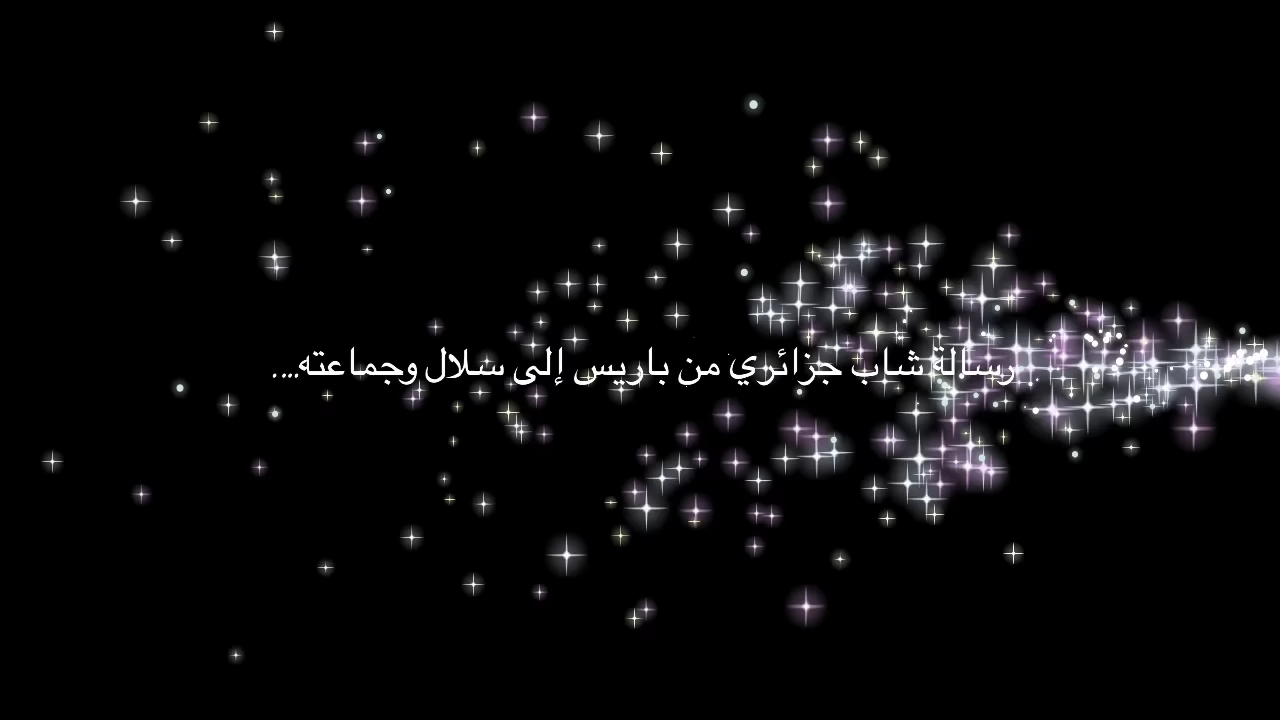 رسالة شاب جزائري من باريس إلى سلال وجماعته....